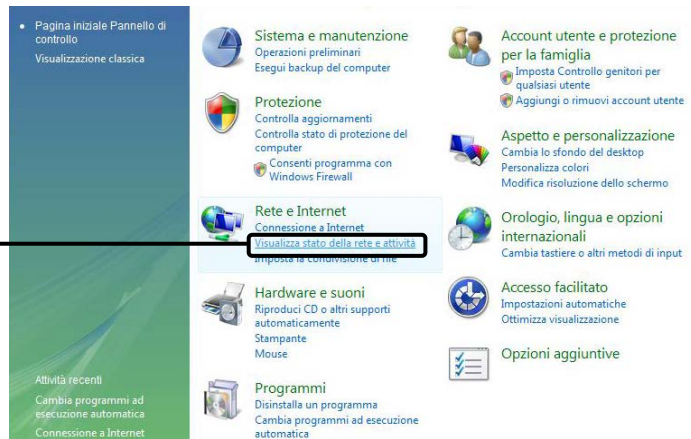 Pagina iniziale Pannello di
controllo
Visualizzazione classica
Attività recenti
Cambia programmi ad
esecuzione automatica
Connessione a Internet
Sistema e manutenzione
Operazioni preliminari
Esegui backup del computer
Protezione
Controlla aggiornamenti
Controlla stato di protezione del
computer
Consenti programma con
Windows Firewall
Rete e Internet
Connessione a Internet
Visualizza stato della rete e attività
Imposta la condivisione di file
Hardware e suoni
Riproduci CD o altri supporti
automaticamente
Stampante
Mouse
Programmi
Disinstalla un programma
Cambia programmi ad esecuzione
automatica
Account utente e protezione
per la famiglia
Imposta Controllo genitori per
qualsiasi utente
Aggiungi o rimuovi account utente
Aspetto e personalizzazione
Cambia lo sfondo del desktop
Personalizza colori
Modifica risoluzione dello schermo
Orologio, lingua e opzioni
internazionali
Cambia tastiere o altri metodi di input
Accesso facilitato
Impostazioni automatiche
Ottimizza visualizzazione
Opzioni aggiuntive